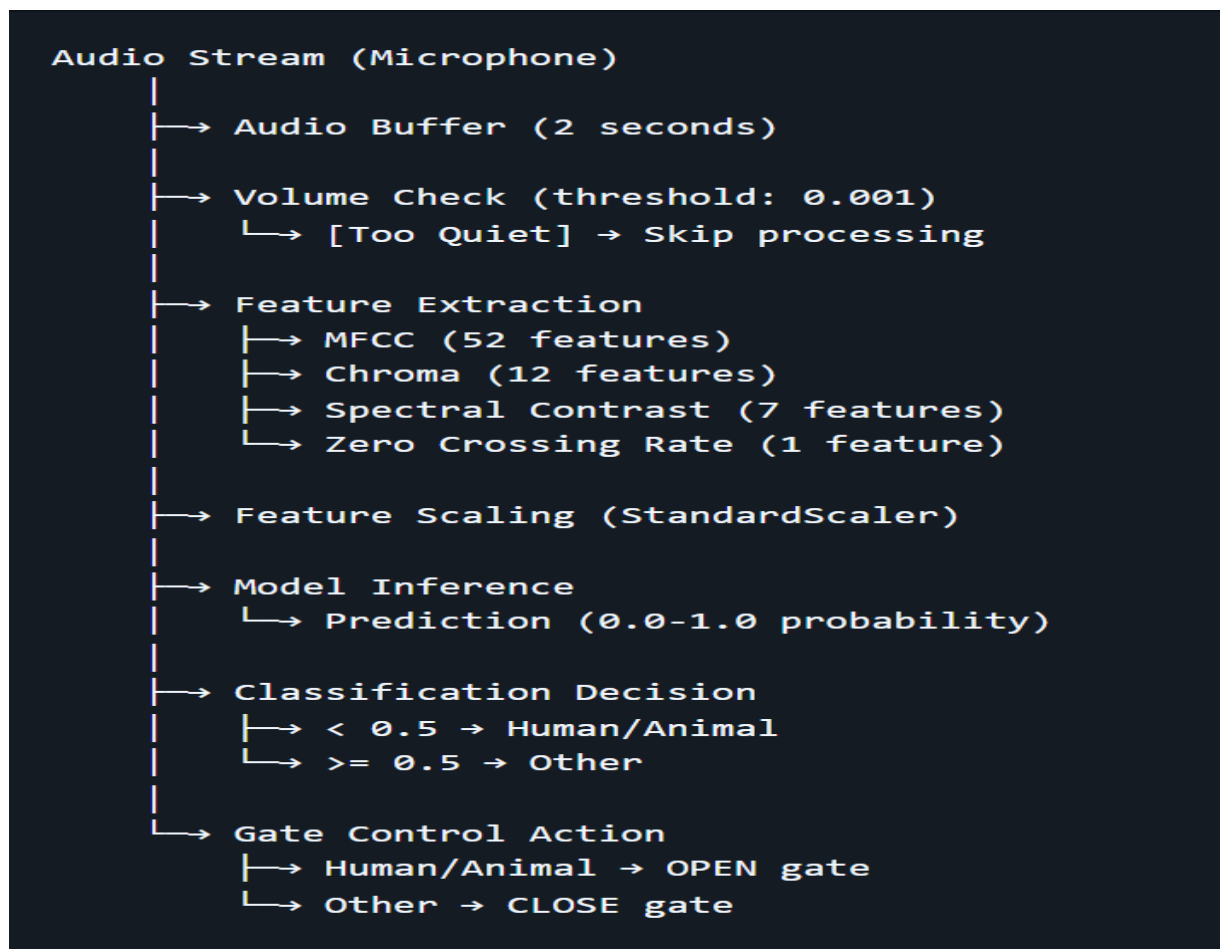 Audio Stream (Microphone)
├─→ Audio Buffer (2 seconds)
├─→ Volume Check (threshold: 0.001)
│   └─→ [Too Quiet] → Skip processing
├─→ Feature Extraction
│   ├─→ MFCC (52 features)
│   ├─→ Chroma (12 features)
│   ├─→ Spectral Contrast (7 features)
│   └─→ Zero Crossing Rate (1 feature)
├─→ Feature Scaling (StandardScaler)
├─→ Model Inference
│   └─→ Prediction (0.0-1.0 probability)
├─→ Classification Decision
│   ├─→ < 0.5 → Human/Animal
│   └─→ >= 0.5 → Other
└─→ Gate Control Action
    ├─→ Human/Animal → OPEN gate
    └─→ Other → CLOSE gate